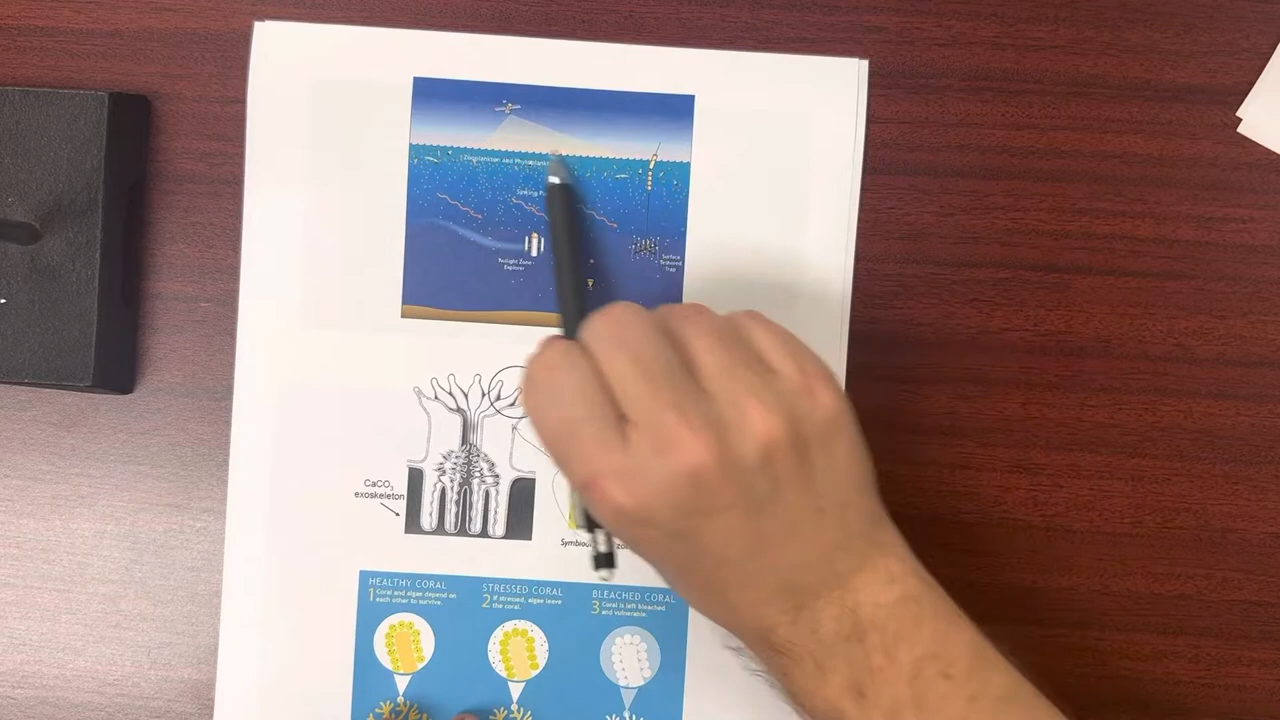 Zooplankton and
Sinking
Twilight Zone
Explorer
Surface
Tethered
Trap
CaCO3
exoskeleton
HEALTHY CORAL
1 Coral and algae depend on
each other to survive.
STRESSED CORAL
2 If stressed, algae leave
the coral.
BLEACHED CORAL
3 Coral is left bleached
and vulnerable.